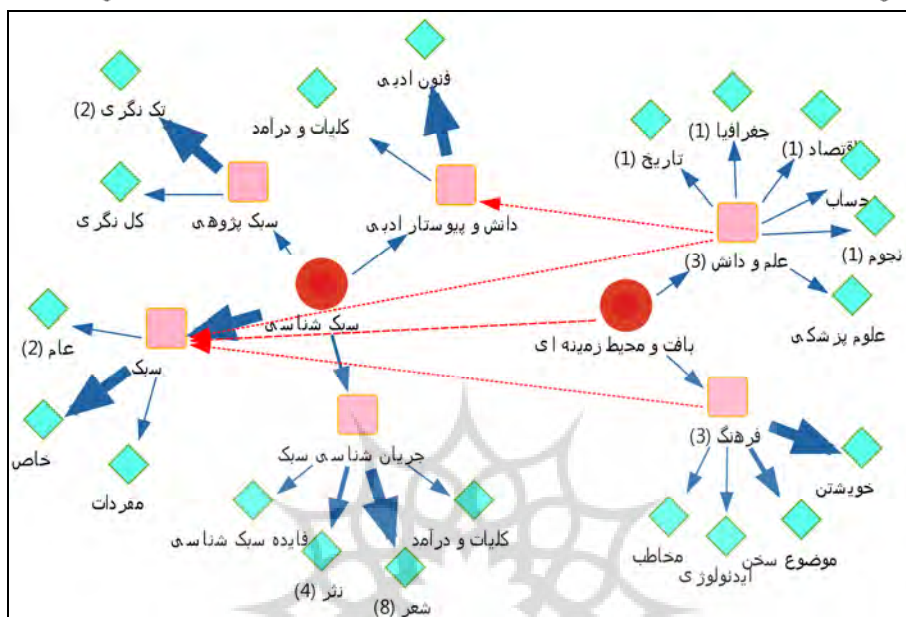 فنون ادبی
تک نگری (2)
کلیات و درآمد
جغرافیا (1)
اقتصاد (1)
تاریخ (1)
حساب
کل نگری
سبک پژوهی
دانش و پیوستار ادبی
علم و دانش (3)
نجوم (1)
سبک شناسی
بافت و محیط زمینه ای
علوم پزشکی
عام (2)
سبک
خاص
مفردات
جریان شناسی سبک
فرهنگ (3)
خویشتن
فایده سبک شناسی
نثر (4)
شعر (8)
کلیات و درآمد
مخاطب
ایدئولوژی
موضوع سخن